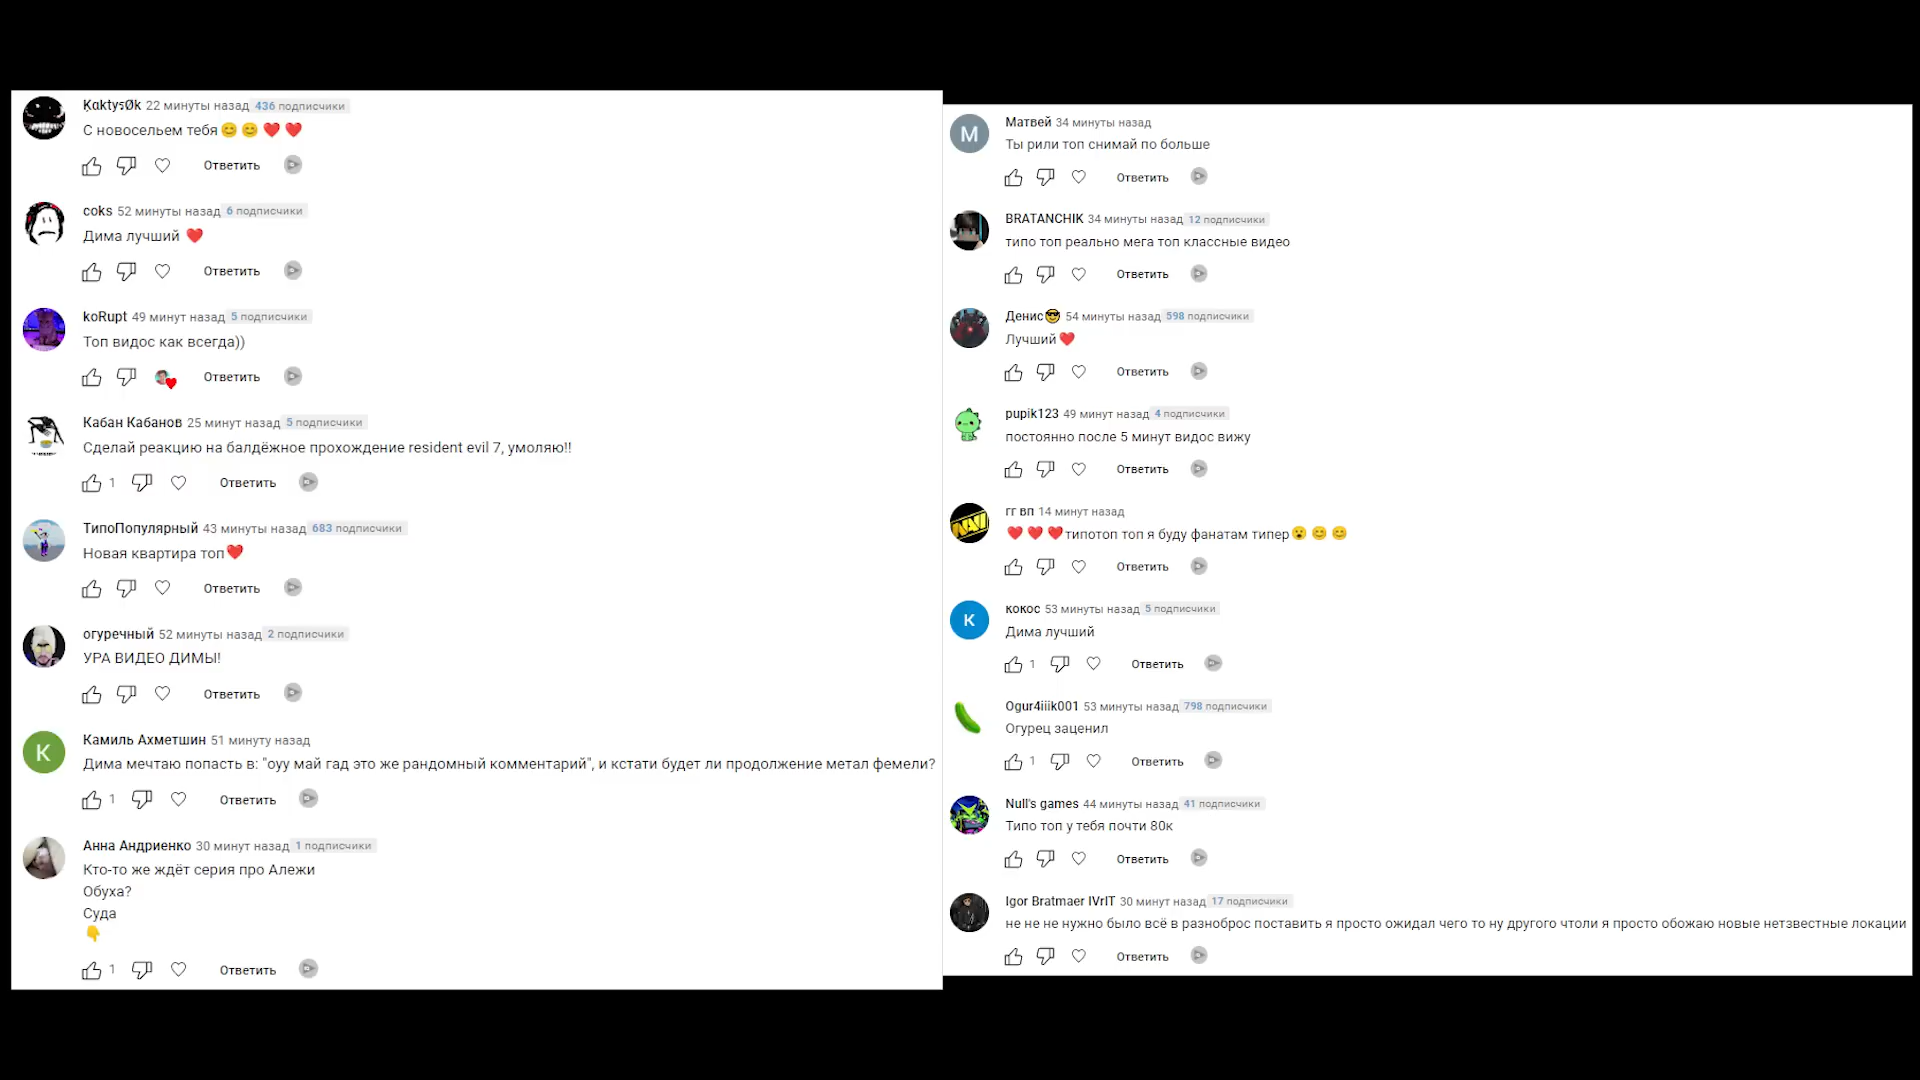 ҚαktysØk 22 минуты назад 436 подписчики
С новосельем тебя😊😊❤️❤️
Ответить
coks 52 минуты назад 6 подписчики
Дима лучший ❤️
Ответить
koRupt 49 минут назад 5 подписчики
Топ видос как всегда))
Ответить
Кабан Кабанов 25 минут назад 5 подписчики
Сделай реакцию на балдёжное прохождение resident evil 7, умоляю!!
1 Ответить
ТипоПопулярный 43 минуты назад 683 подписчики
Новая квартира топ❤️
Ответить
огуречный 52 минуты назад 2 подписчики
УРА ВИДЕО ДИМЫ!
Ответить
К
Камиль Ахметшин 51 минуту назад
Дима мечтаю попасть в: "оуу май гад это же рандомный комментарий", и кстати будет ли продолжение метал фемели?
1 Ответить
Анна Андриенко 30 минут назад 1 подписчики
Кто-то же ждёт серия про Алежи
Обуха?
Суда
👇
1 Ответить
М
Матвей 34 минуты назад
Ты рили топ снимай по больше
Ответить
BRATANCHIK 34 минуты назад 12 подписчики
типо топ реально мега топ классные видео
Ответить
Денис😎 54 минуты назад 598 подписчики
Лучший❤️
Ответить
pupik123 49 минут назад 4 подписчики
постоянно после 5 минут видос вижу
Ответить
гг вп 14 минут назад
❤️❤️❤️типотоп топ я буду фанатам типер😮😊😊
Ответить
К
кокос 53 минуты назад 5 подписчики
Дима лучший
1 Ответить
Ogur4iiik001 53 минуты назад 798 подписчики
Огурец заценил
1 Ответить
Null's games 44 минуты назад 41 подписчики
Типо топ у тебя почти 80к
Ответить
Igor Bratmaer IVrIT 30 минут назад 17 подписчики
не не не нужно было всё в разноброс поставить я просто ожидал чего то ну другого чтоли я просто обожаю новые нетзвестные локации
Ответить